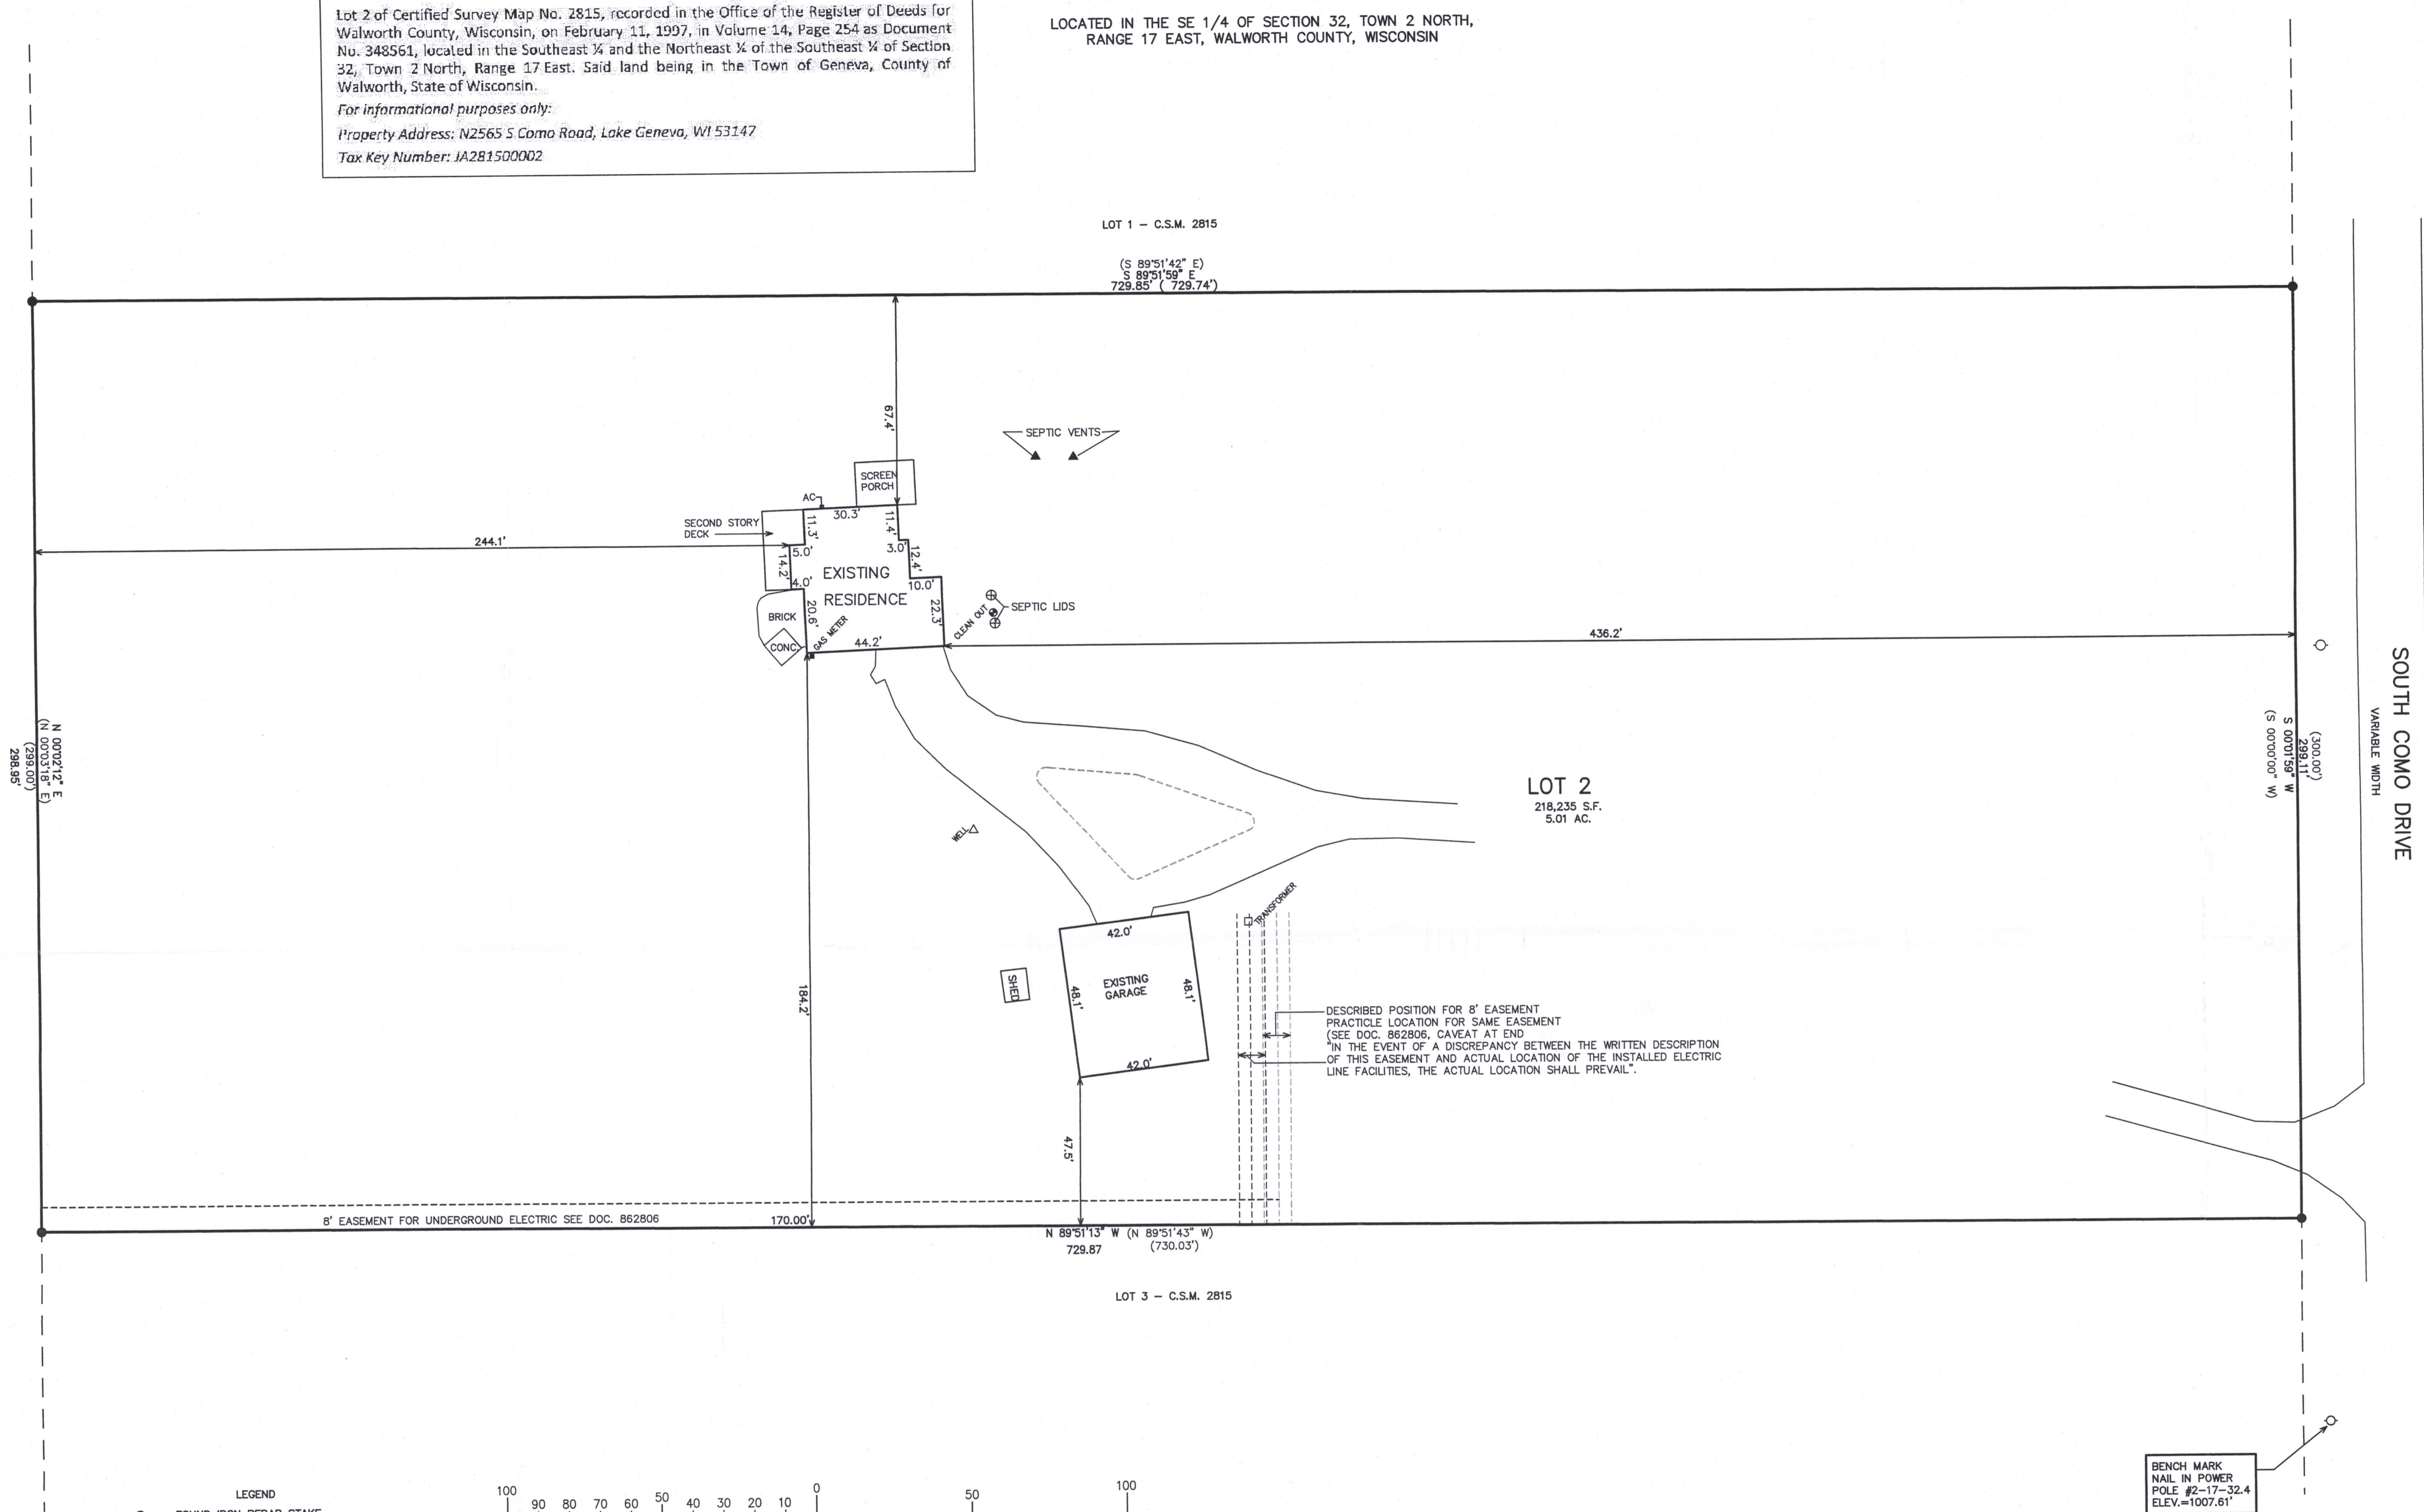 Lot 2 of Certified Survey Map No. 2815, recorded in the Office of the Register of Deeds for
Walworth County, Wisconsin, on February 11, 1997, in Volume 14, Page 254 as Document
No. 348561, located in the Southeast ¼ and the Northeast ¼ of the Southeast ¼ of Section
32, Town 2 North, Range 17 East. Said land being in the Town of Geneva, County of
Walworth, State of Wisconsin.
For informational purposes only:
Property Address: N2565 S Como Road, Lake Geneva, WI 53147
Tax Key Number: JA281500002
LOCATED IN THE SE 1/4 OF SECTION 32, TOWN 2 NORTH,
RANGE 17 EAST, WALWORTH COUNTY, WISCONSIN
LOT 1 – C.S.M. 2815
(S 89°51'42" E)
S 89°51'59" E
729.85' ( 729.74')
67.4'
SEPTIC VENTS
SCREEN
PORCH
AC
30.3'
SECOND STORY
DECK
11.3'
11.4'
244.1'
5.0'
3.0'
14.2'
12.4'
EXISTING
4.0'
10.0'
RESIDENCE
20.6'
22.3'
BRICK
GAS METER
CLEAN OUT
SEPTIC LIDS
CONC.
44.2'
436.2'
SOUTH COMO DRIVE
VARIABLE WIDTH
N 00°02'12" E
(N 00°03'18" E)
(299.00')
298.95'
(300.00')
299.11'
S 00°01'59" W
(S 00°00'00" W)
LOT 2
218,235 S.F.
5.01 AC.
WELL
TRANSFORMER
42.0'
SHED
EXISTING
GARAGE
48.1'
48.1'
42.0'
184.2'
DESCRIBED POSITION FOR 8' EASEMENT
PRACTICLE LOCATION FOR SAME EASEMENT
(SEE DOC. 862806, CAVEAT AT END
"IN THE EVENT OF A DISCREPANCY BETWEEN THE WRITTEN DESCRIPTION
OF THIS EASEMENT AND ACTUAL LOCATION OF THE INSTALLED ELECTRIC
LINE FACILITIES, THE ACTUAL LOCATION SHALL PREVAIL".
47.5'
8' EASEMENT FOR UNDERGROUND ELECTRIC SEE DOC. 862806
170.00'
N 89°51'13" W (N 89°51'43" W)
729.87 (730.03')
LOT 3 – C.S.M. 2815
BENCH MARK
NAIL IN POWER
POLE #2-17-32.4
ELEV.=1007.61'
LEGEND
100 90 80 70 60 50 40 30 20 10 0 50 100